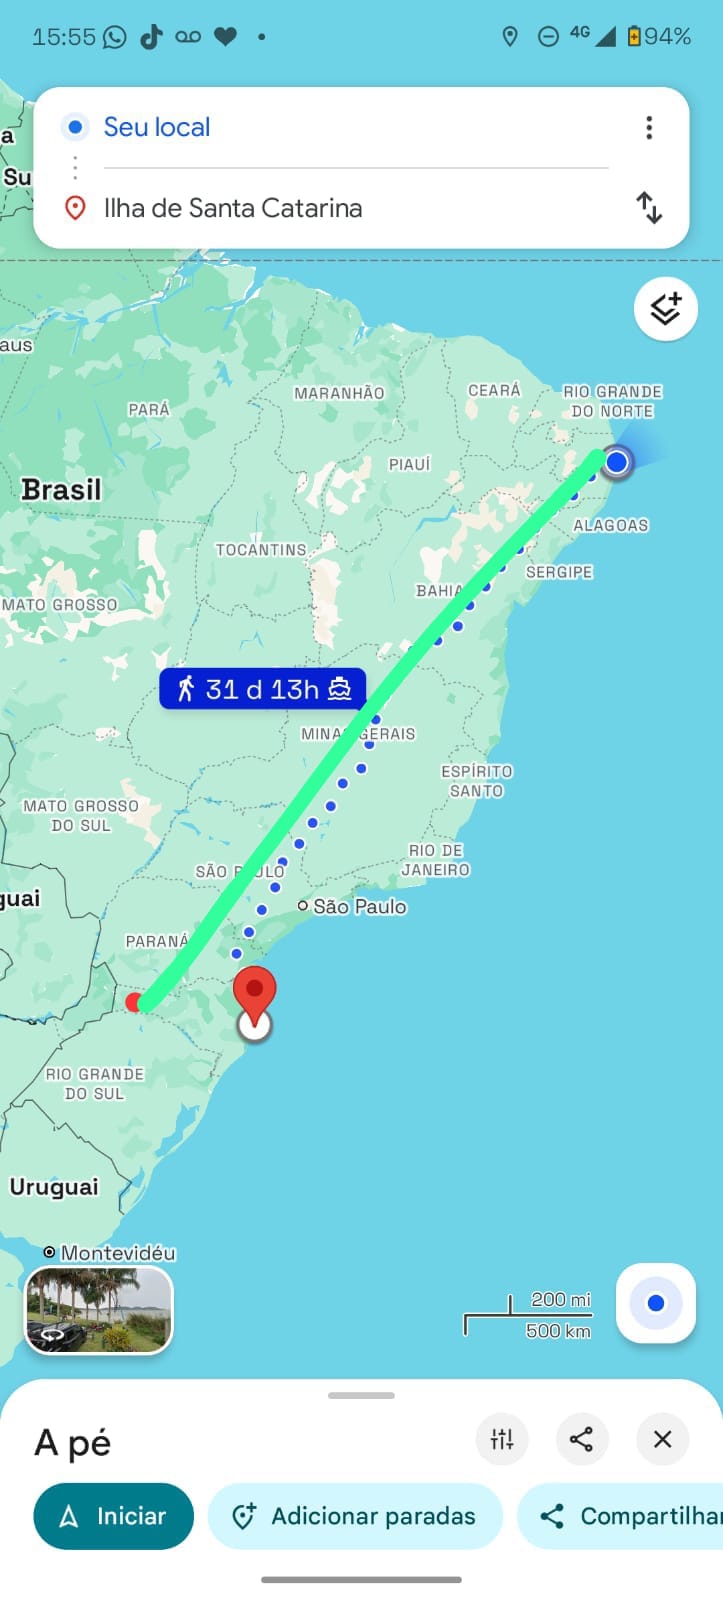 15:55
4G
94%
Seu local
a
Su
Ilha de Santa Catarina
aus
MARANHÃO
CEARÁ
RIO GRANDE
DO NORTE
PARÁ
PIAUÍ
Brasil
ALAGOAS
TOCANTINS
SERGIPE
BAHIA
MATO GROSSO
31 d 13h
MINAS GERAIS
ESPÍRITO
SANTO
MATO GROSSO
DO SUL
RIO DE
JANEIRO
SÃO PAULO
guai
São Paulo
PARANÁ
RIO GRANDE
DO SUL
Uruguai
Montevidéu
200 mi
500 km
A pé
Iniciar
Adicionar paradas
Compartilhar